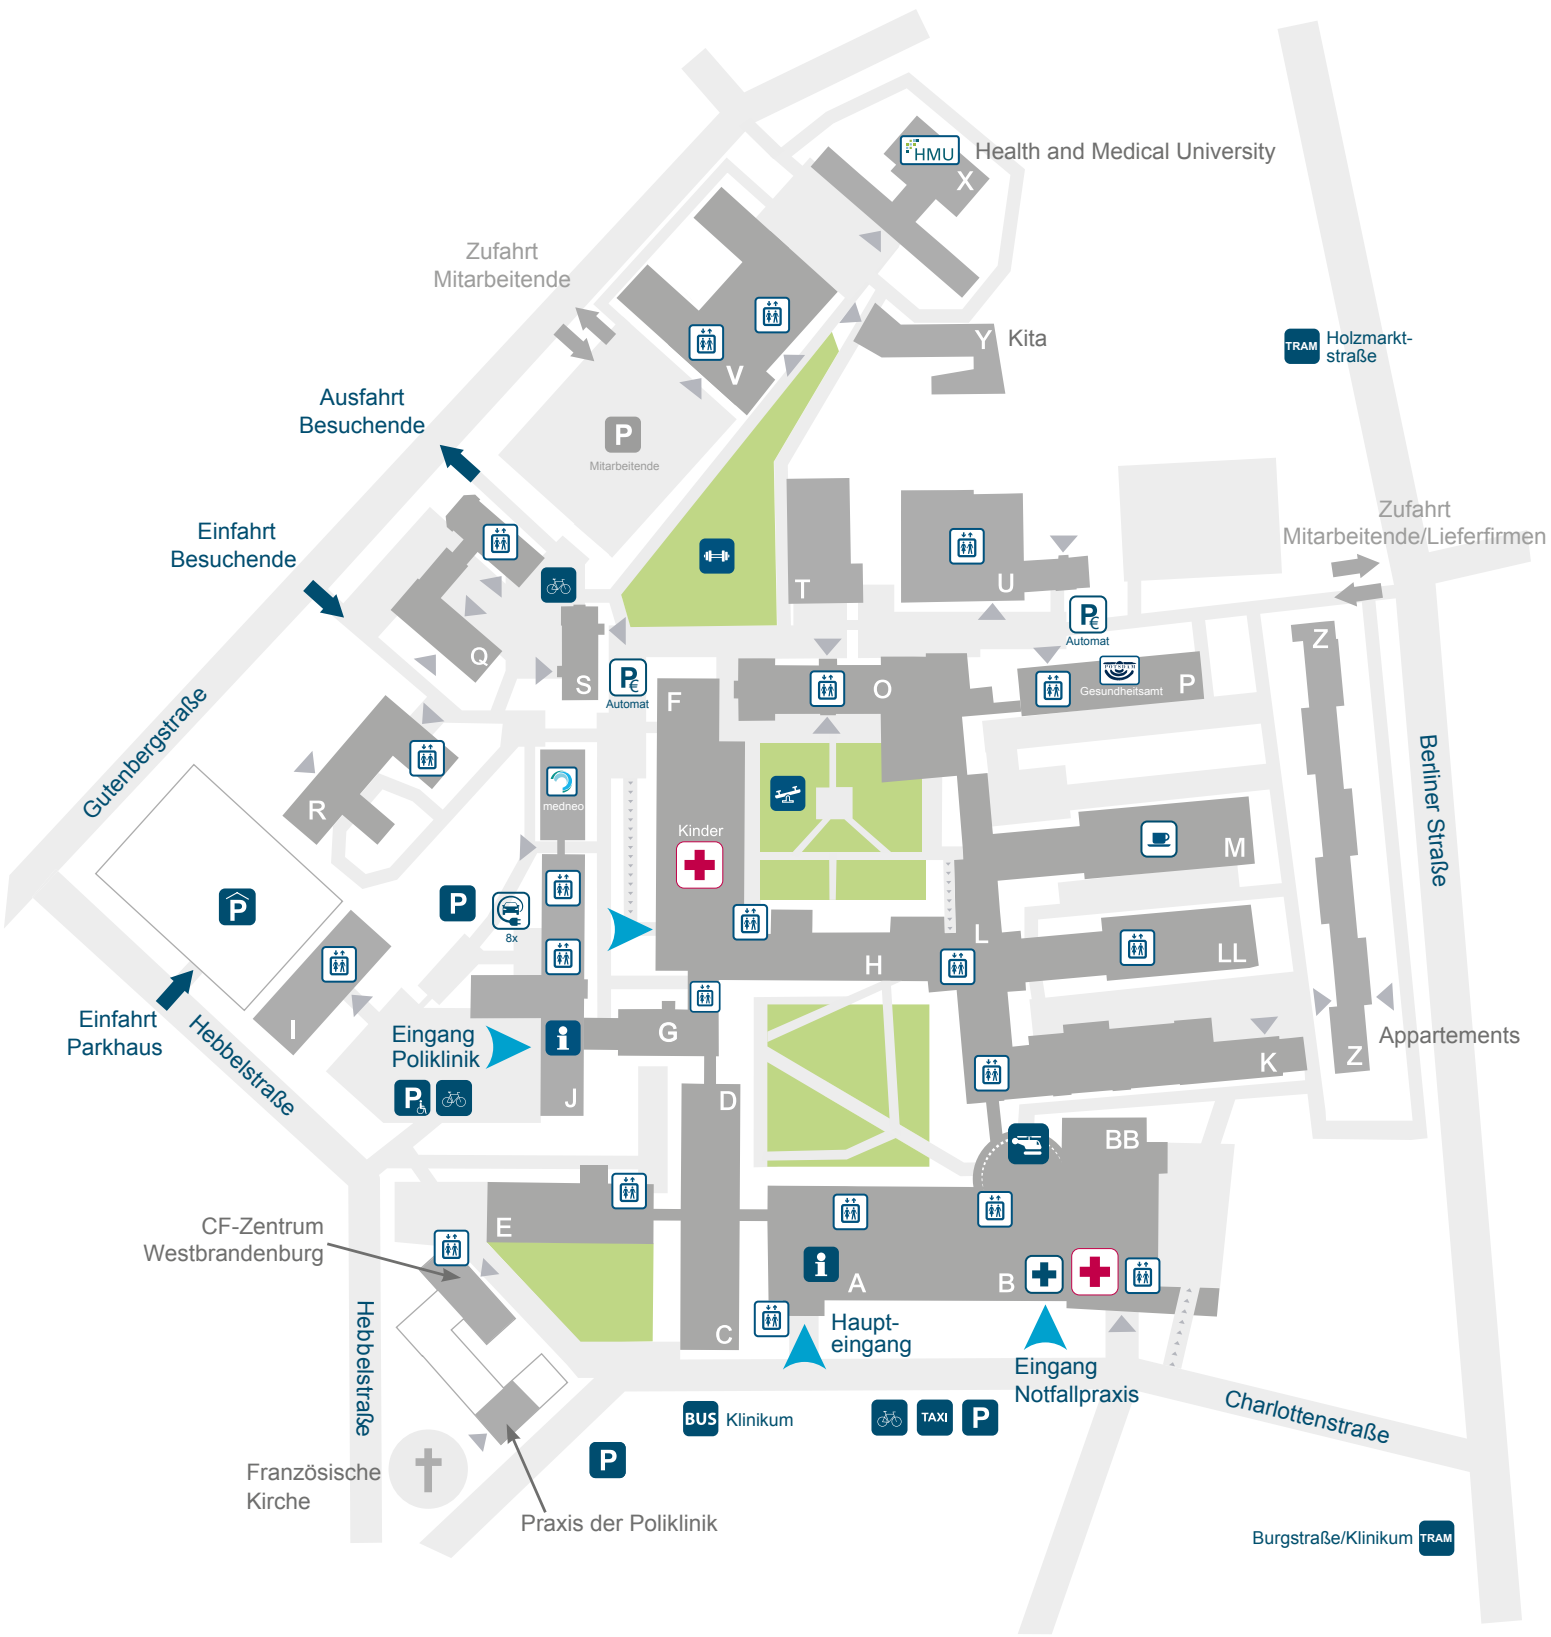 HMU
Health and Medical University
X
Zufahrt
Mitarbeitende
V
Y
Kita
TRAM
Holzmarkt-
straße
Ausfahrt
Besuchende
P
Mitarbeitende
Einfahrt
Besuchende
Zufahrt
Mitarbeitende/Lieferfirmen
T
U
P€
Automat
Q
S
P€
Automat
F
O
POTSDAM
Gesundheitsamt
P
Z
Gutenbergstraße
Berliner Straße
R
medneo
Kinder
M
P
P
8x
L
H
LL
I
Einfahrt
Parkhaus
Hebbelstraße
Eingang
Poliklinik
i
G
K
Z
Appartements
P
J
D
BB
E
CF-Zentrum
Westbrandenburg
i
A
B
C
Haupt-
eingang
Hebbelstraße
Eingang
Notfallpraxis
Charlottenstraße
BUS
Klinikum
TAXI
P
P
Französische
Kirche
Praxis der Poliklinik
Burgstraße/Klinikum
TRAM